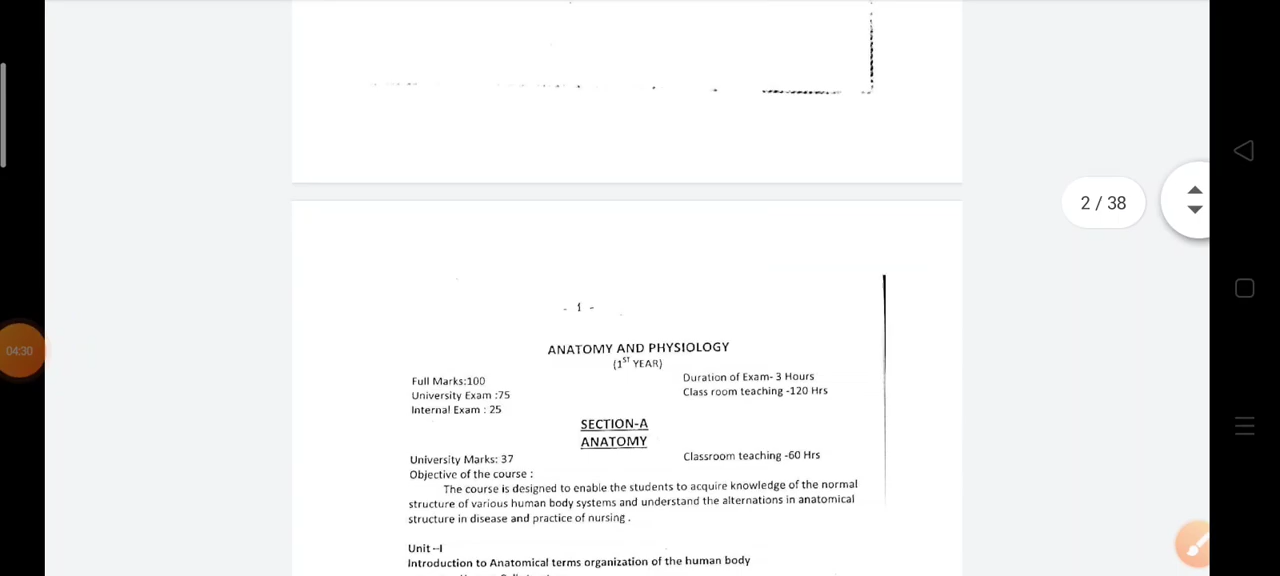 2 / 38
04:30
- 1 -
ANATOMY AND PHYSIOLOGY
(1ST YEAR)
Full Marks:100
Duration of Exam- 3 Hours
University Exam :75
Class room teaching -120 Hrs
Internal Exam : 25
SECTION-A
ANATOMY
University Marks: 37
Classroom teaching -60 Hrs
Objective of the course :
The course is designed to enable the students to acquire knowledge of the normal
structure of various human body systems and understand the alternations in anatomical
structure in disease and practice of nursing .
Unit --I
Introduction to Anatomical terms organization of the human body